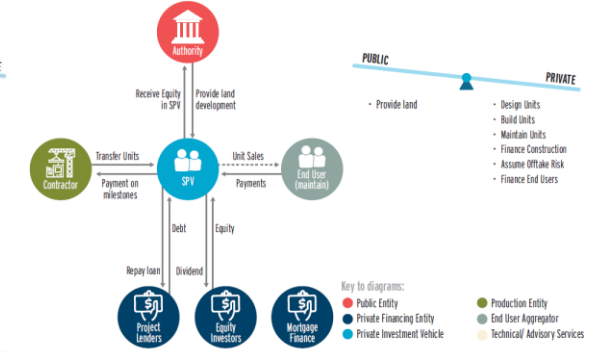 E
Authority
Receive Equity
in SPV
Provide land
development
Transfer Units
Contractor
Payment on
milestones
SPV
Unit Sales
Payments
End User
(maintain)
Debt
Equity
Repay loan
Dividend
Project
Lenders
Equity
Investors
Mortgage
Finance
PUBLIC
PRIVATE
· Provide land
· Design Units
· Build Units
· Maintain Units
· Finance Construction
· Assume Offtake Risk
· Finance End Users
Key to diagrams:
Public Entity
Private Financing Entity
Private Investment Vehicle
Production Entity
End User Aggregator
Technical/ Advisory Services